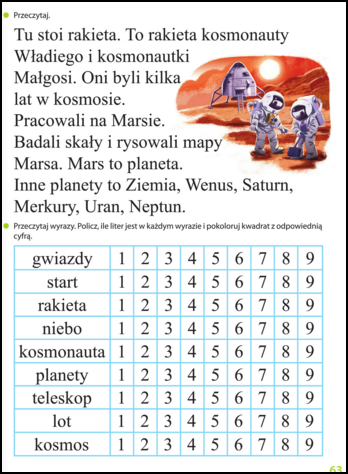 Przeczytaj.
Tu stoi rakieta. To rakieta kosmonauty
Władiego i kosmonautki
Małgosi. Oni byli kilka
lat w kosmosie.
Pracowali na Marsie.
Badali skały i rysowali mapy
Marsa. Mars to planeta.
Inne planety to Ziemia, Wenus, Saturn,
Merkury, Uran, Neptun.
Przeczytaj wyrazy. Policz, ile liter jest w każdym wyrazie i pokoloruj kwadrat z odpowiednią
cyfrą.
gwiazdy 1 2 3 4 5 6 7 8 9
start 1 2 3 4 5 6 7 8 9
rakieta 1 2 3 4 5 6 7 8 9
niebo 1 2 3 4 5 6 7 8 9
kosmonauta 1 2 3 4 5 6 7 8 9
planety 1 2 3 4 5 6 7 8 9
teleskop 1 2 3 4 5 6 7 8 9
lot 1 2 3 4 5 6 7 8 9
kosmos 1 2 3 4 5 6 7 8 9
63